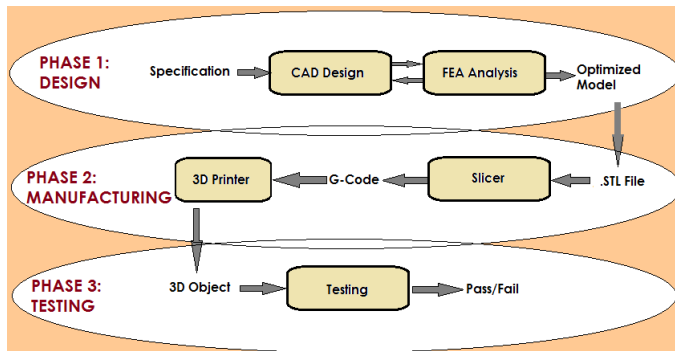 PHASE 1:
DESIGN
Specification
CAD Design
FEA Analysis
Optimized
Model
PHASE 2:
MANUFACTURING
3D Printer
G-Code
Slicer
.STL File
PHASE 3:
TESTING
3D Object
Testing
Pass/Fail